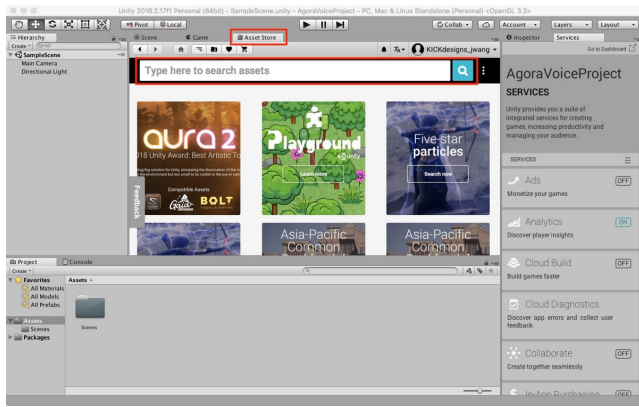 Unity 2018.2.17f1 Personal (64bit) - SampleScene.unity - AgoraVoiceProject - PC, Mac & Linux Standalone (Personal) <OpenGL 3.3>
Pivot Local Collab Account Layers Layout
Hierarchy Scene Game Asset Store Inspector Services
Create All Go to Dashboard
SampleScene KICKdesigns_jwang
Main Camera
Directional Light
Type here to search assets
AgoraVoiceProject
SERVICES
Unity provides you a suite of
integrated services for creating
games, increasing productivity and
managing your audience.
aura 2
2018 Unity Award: Best Artistic To
Compatible Assets
Gaia BOLT
Playground
unity
Learn more
Five-star
particles
Search now
Feedback
Asia-Pacific
Common
Asia-Pacific
Common
SERVICES
Ads OFF
Monetize your games
Analytics ON
Discover player insights
Cloud Build OFF
Build games faster
Cloud Diagnostics
Discover app errors and collect user
feedback.
Collaborate OFF
Create together seamlessly
In-App Purchasing OFF
Project Console
Create
Favorites
All Materials
All Models
All Prefabs
Assets
Scenes
Packages
Assets
Scenes